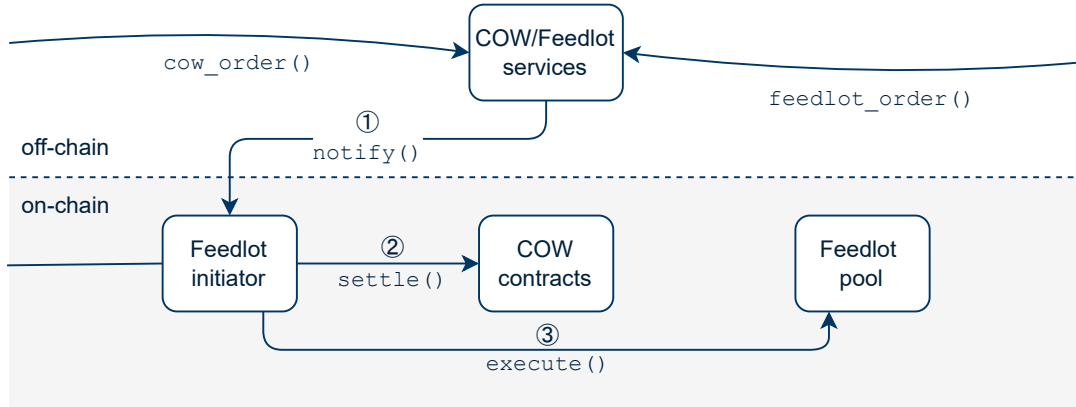 COW/Feedlot
services
cow_order()
feedlot_order()
①
notify()
off-chain
on-chain
Feedlot
initiator
②
settle()
COW
contracts
Feedlot
pool
③
execute()